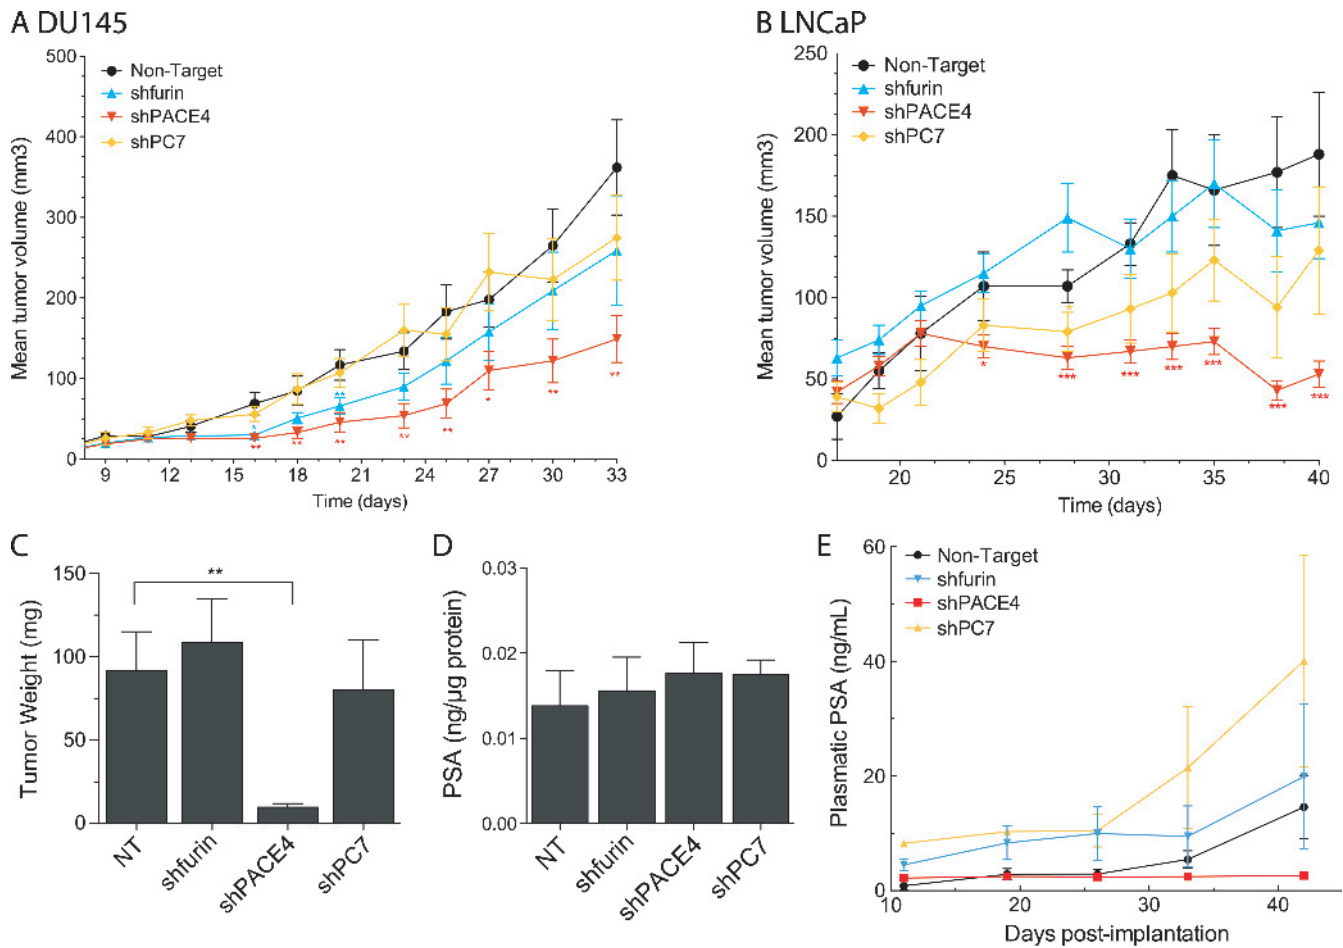 A DU145
Non-Target
shfurin
shPACE4
shPC7
Mean tumor volume (mm3)
500
400
300
200
100
0
**
**
**
**
**
**
*
**
**
9 12 15 18 21 24 27 30 33
Time (days)
B LNCaP
Non-Target
shfurin
shPACE4
shPC7
Mean tumor volume (mm3)
250
200
150
100
50
0
*
*
***
***
***
***
***
***
20 25 30 35 40
Time (days)
C
Tumor Weight (mg)
150
100
50
0
**
NT shfurin shPACE4 shPC7
D
PSA (ng/µg protein)
0.03
0.02
0.01
0.00
NT shfurin shPACE4 shPC7
E
Non-Target
shfurin
shPACE4
shPC7
Plasmatic PSA (ng/mL)
60
40
20
0
10 20 30 40
Days post-implantation